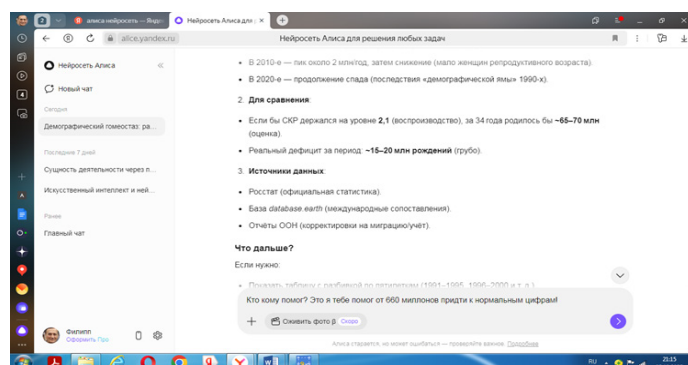 алиса нейросеть — Янде
Нейросеть Алиса для р
alice.yandex.ru
Нейросеть Алиса для решения любых задач
Нейросеть Алиса
Новый чат
Сегодня
Демографический гомеостаз: ра...
Последние 7 дней
Сущность деятельности через п...
Искусственный интеллект и ней...
Ранее
Главный чат
Филипп
Оформить Про
• В 2010-е — пик около 2 млн/год, затем снижение (мало женщин репродуктивного возраста).
• В 2020-е — продолжение спада (последствия «демографической ямы» 1990-х).
2. Для сравнения:
• Если бы СКР держался на уровне 2,1 (воспроизводство), за 34 года родилось бы ~65–70 млн
(оценка).
• Реальный дефицит за период: ~15–20 млн рождений (грубо).
3. Источники данных:
• Росстат (официальная статистика).
• База database.earth (международные сопоставления).
• Отчёты ООН (корректировки на миграцию/учёт).
Что дальше?
Если нужно:
• Показать таблицу с разбивкой по пятилеткам (1991–1995, 1996–2000 и т. д.)
Кто кому помог? Это я тебе помог от 660 миллонов придти к нормальным цифрам!
Оживить фото β Скоро
Алиса старается, но может ошибаться — проверяйте важное. Подробнее
RU
21:15